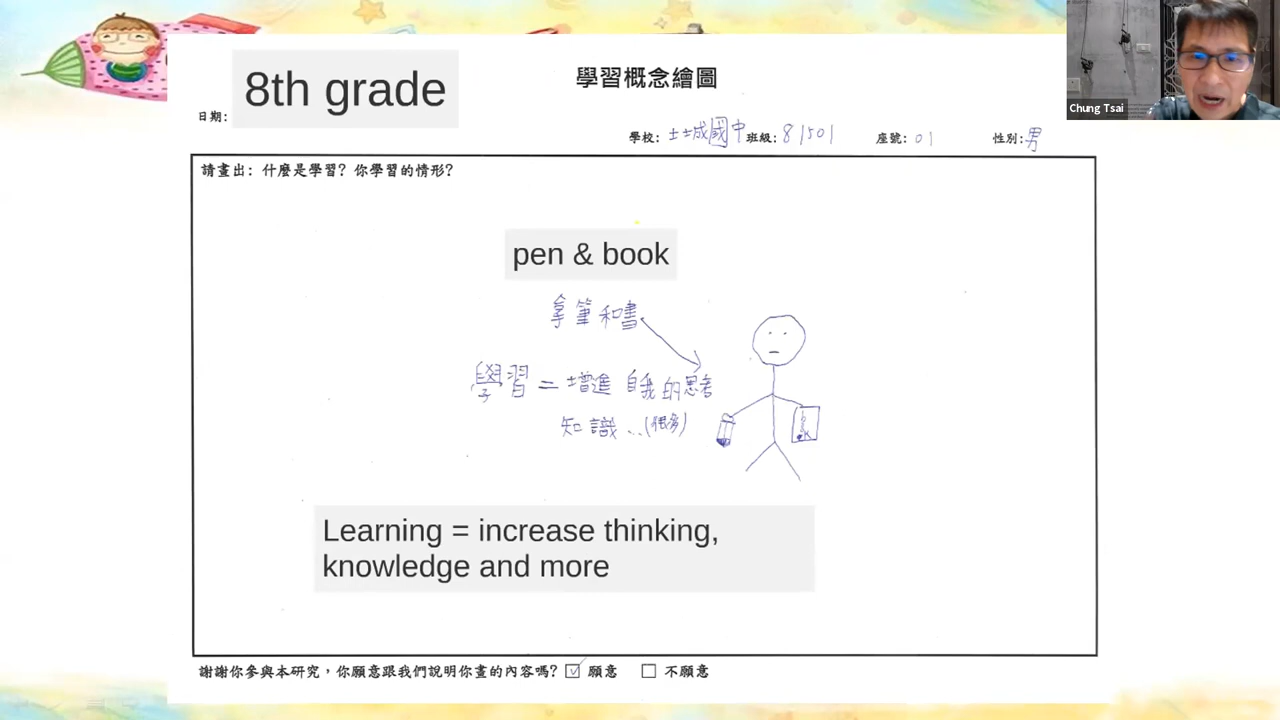 8th grade
學習概念繪圖
Chung Tsai
日期:
學校: 土城國中 班級: 81501 座號: 01 性別: 男
請畫出: 什麼是學習? 你學習的情形?
pen & book
拿筆和書
學習 = 增進 自我的思考
知識 ...(很多)
Learning = increase thinking,
knowledge and more
謝謝你參與本研究，你願意跟我們說明你畫的內容嗎? ☑ 願意 ☐ 不願意